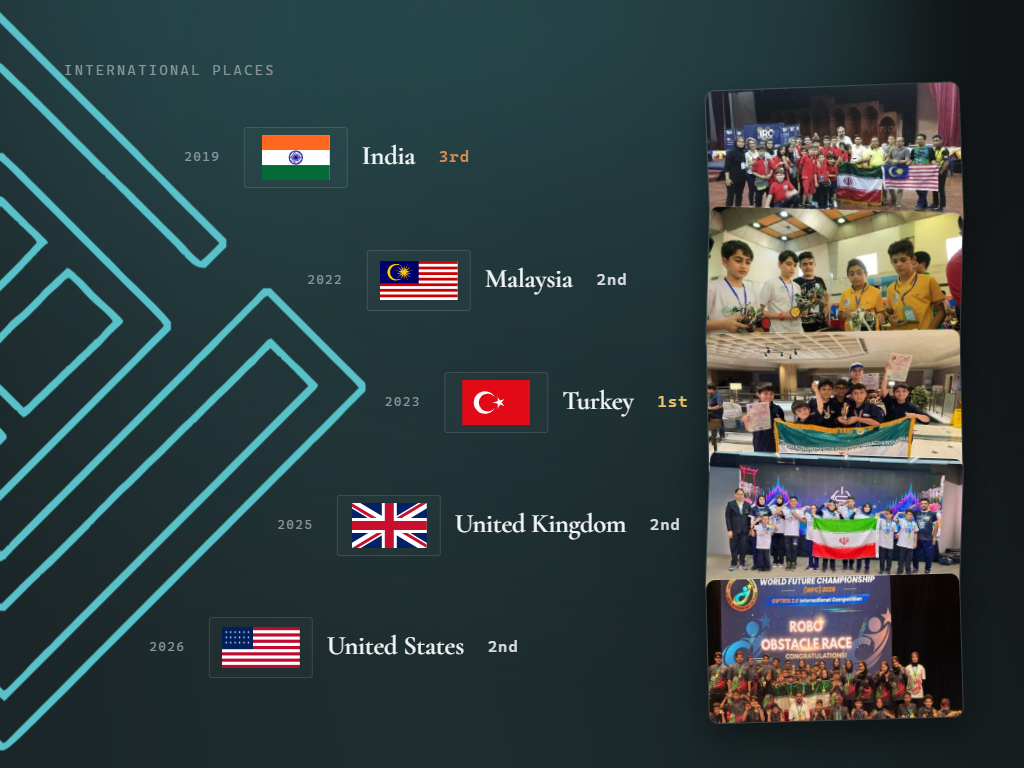 INTERNATIONAL PLACES
2019 India 3rd
2022 Malaysia 2nd
2023 Turkey 1st
2025 United Kingdom 2nd
2026 United States 2nd
IRC
WORLD FUTURE CHAMPIONSHIP
ROBO
OBSTACLE RACE
CONGRATULATIONS!